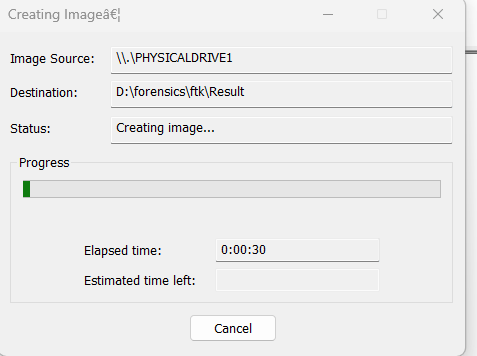 Creating Imageâ€¦
Image Source: \\.\PHYSICALDRIVE1
Destination: D:\forensics\ftk\Result
Status: Creating image...
Progress
Elapsed time: 0:00:30
Estimated time left:
Cancel